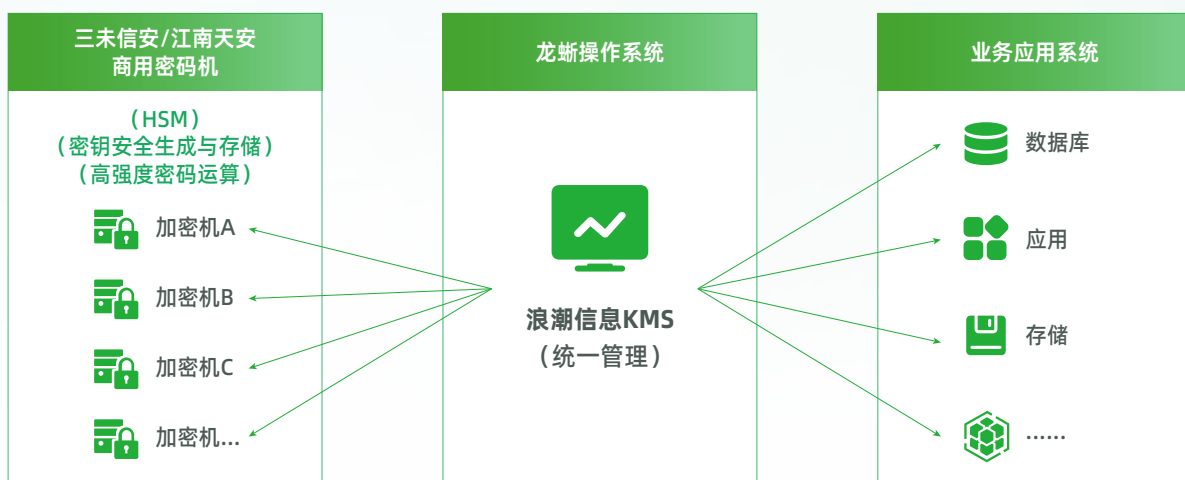 三未信安/江南天安
商用密码机
（HSM）
（密钥安全生成与存储）
（高强度密码运算）
加密机A
加密机B
加密机C
加密机...
龙蜥操作系统
浪潮信息KMS
（统一管理）
业务应用系统
数据库
应用
存储
......